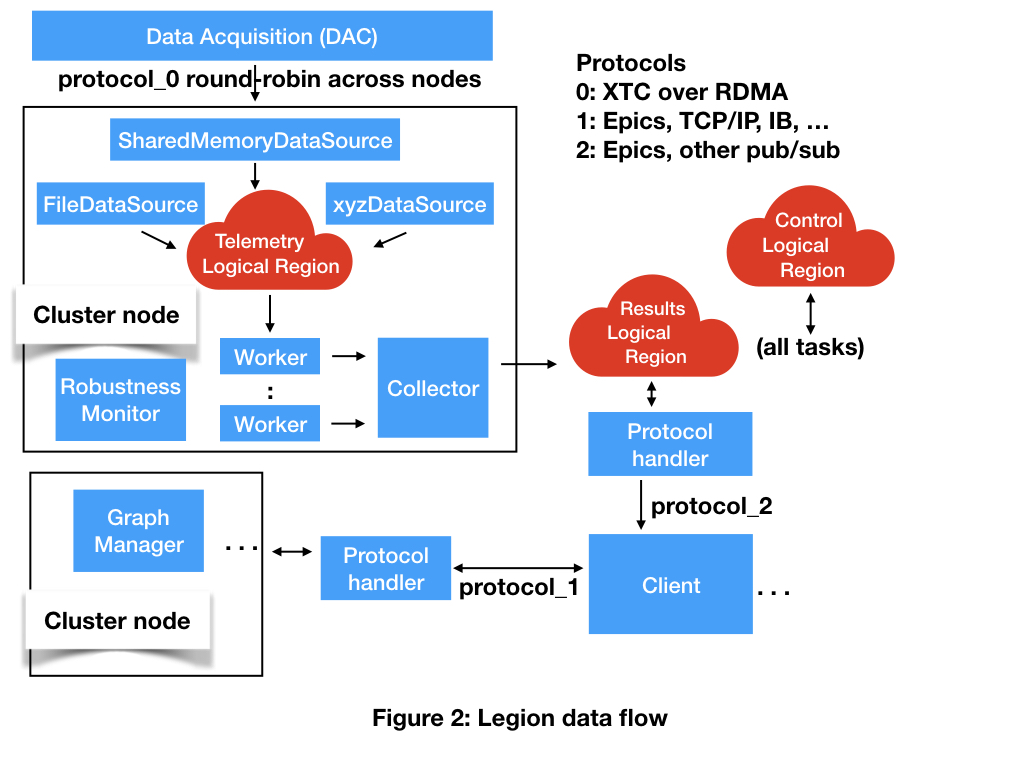 Data Acquisition (DAC)
protocol_0 round-robin across nodes
Protocols
0: XTC over RDMA
1: Epics, TCP/IP, IB, …
2: Epics, other pub/sub
SharedMemoryDataSource
FileDataSource
xyzDataSource
Telemetry
Logical Region
Control
Logical
Region
(all tasks)
Cluster node
Robustness
Monitor
Worker
:
Worker
Collector
Results
Logical
Region
Protocol
handler
protocol_2
Graph
Manager
. . .
Cluster node
Protocol
handler
protocol_1
Client
. . .
Figure 2: Legion data flow